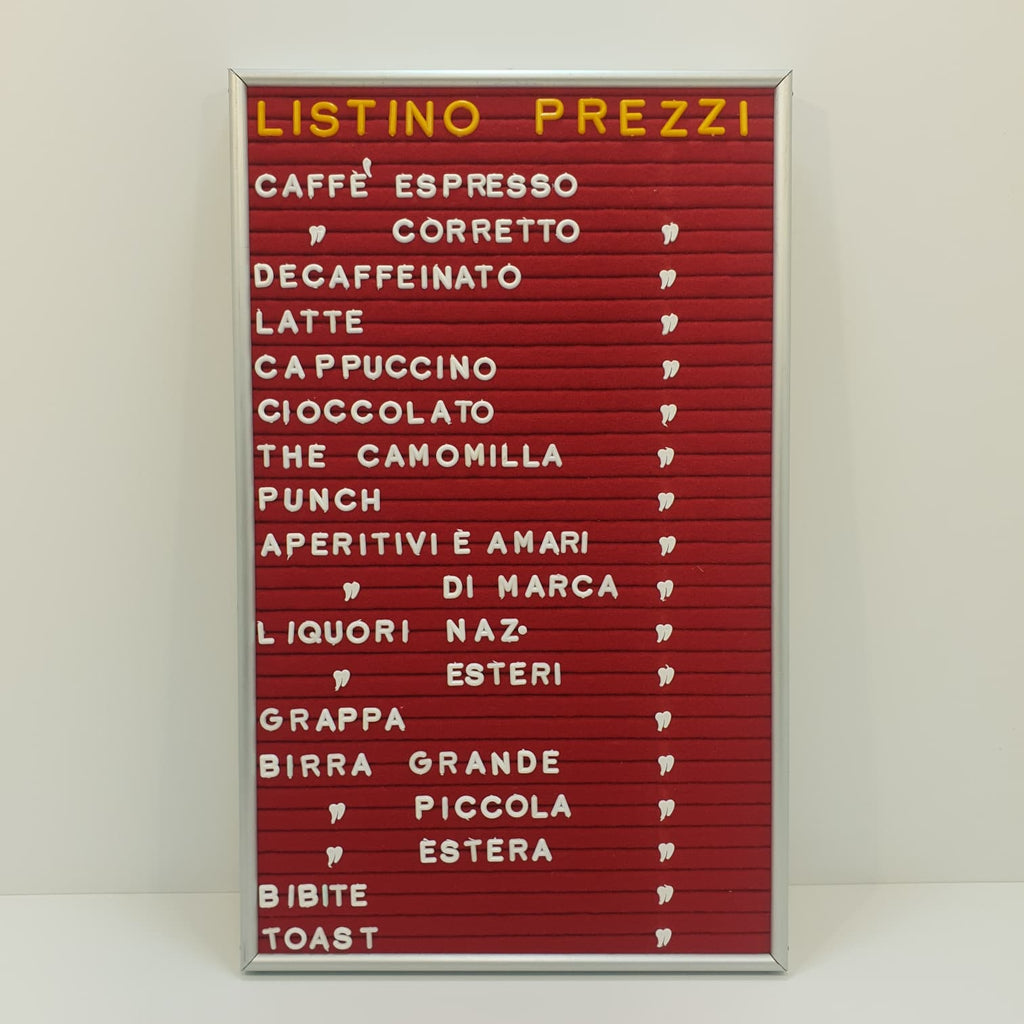 LISTINO PREZZI
CAFFÈ' ESPRESSO
" CORRETTO "
DECAFFEINATO "
LATTE "
CAPPUCCINO "
CIOCCOLATO "
THE CAMOMILLA "
PUNCH "
APERITIVI È AMARI "
" DI MARCA "
LIQUORI NAZ. "
" ESTERI "
GRAPPA "
BIRRA GRANDE "
" PICCOLA "
" ESTERA "
BIBITE "
TOAST "